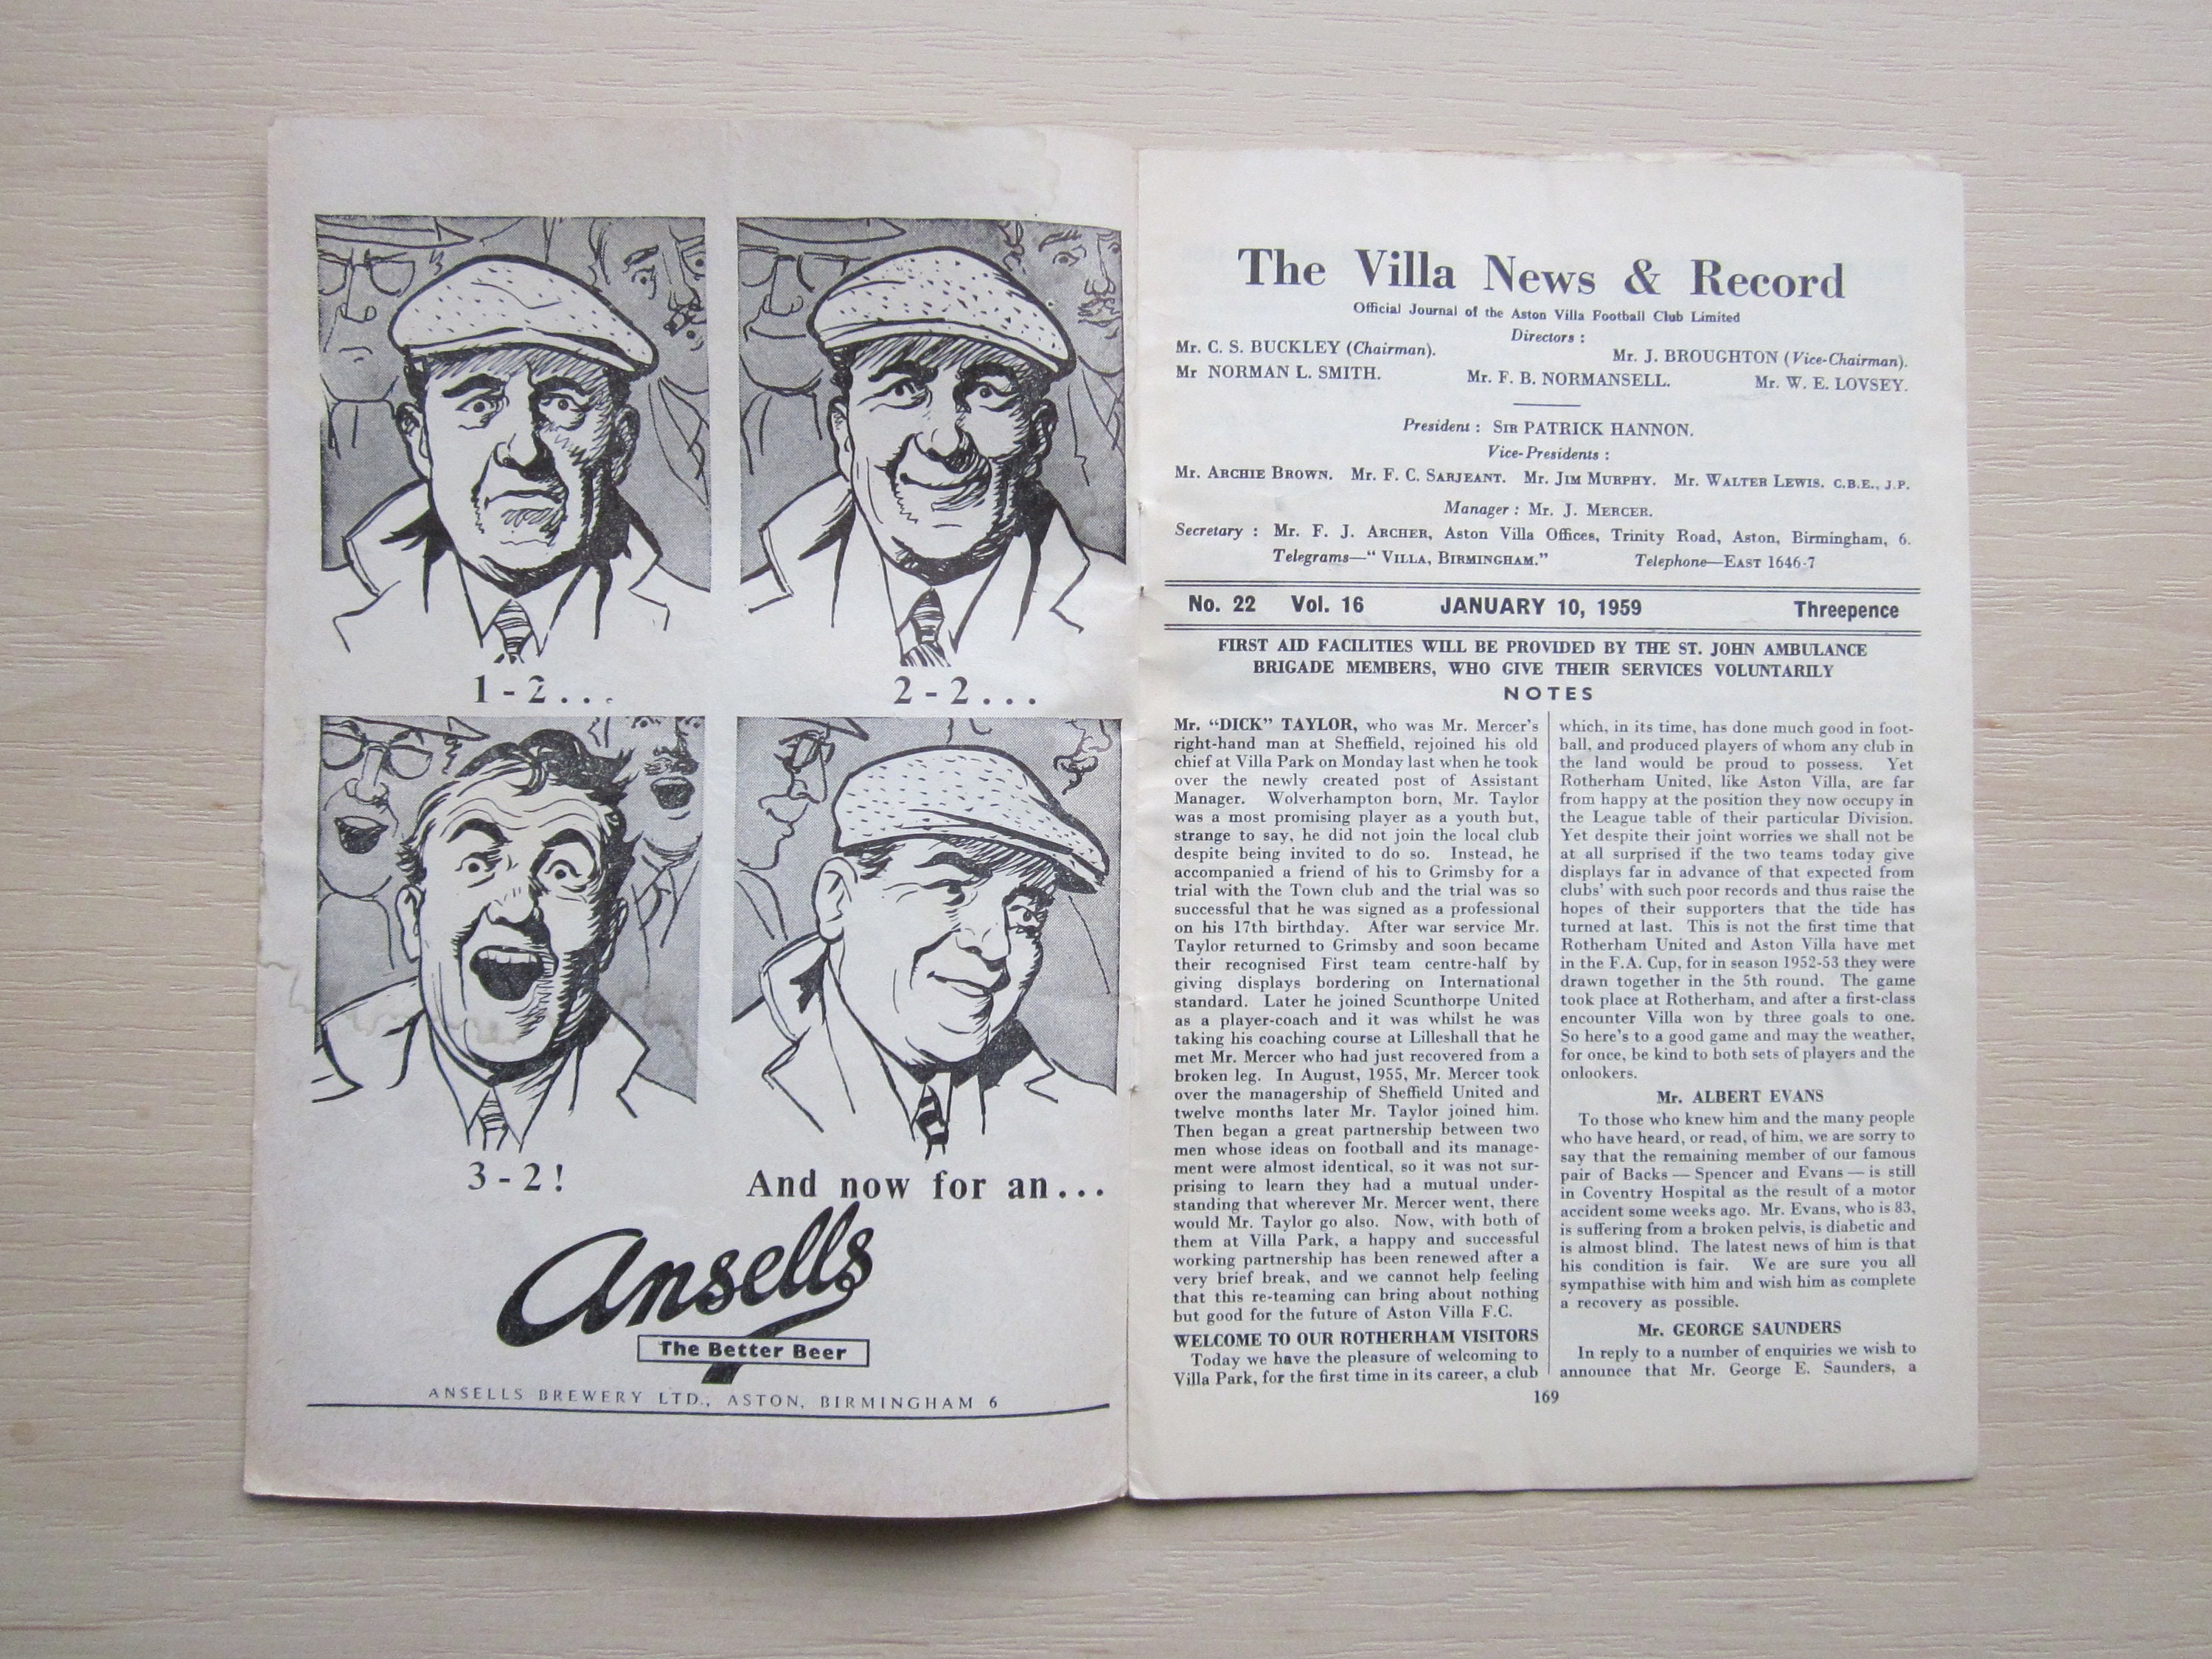 1-2...
2-2...
3-2!
And now for an...
Ansells
The Better Beer
ANSELLS BREWERY LTD., ASTON, BIRMINGHAM 6
The Villa News & Record
Official Journal of the Aston Villa Football Club Limited
Directors :
Mr. C. S. BUCKLEY (Chairman). Mr. J. BROUGHTON (Vice-Chairman).
Mr NORMAN L. SMITH. Mr. F. B. NORMANSELL. Mr. W. E. LOVSEY.
President : SIR PATRICK HANNON.
Vice-Presidents :
Mr. ARCHIE BROWN. Mr. F. C. SARJEANT. Mr. JIM MURPHY. Mr. WALTER LEWIS. C.B.E., J.P.
Manager : Mr. J. MERCER.
Secretary : Mr. F. J. ARCHER, Aston Villa Offices, Trinity Road, Aston, Birmingham, 6.
Telegrams—“ VILLA, BIRMINGHAM.” Telephone—EAST 1646-7
No. 22 Vol. 16 JANUARY 10, 1959 Threepence
FIRST AID FACILITIES WILL BE PROVIDED BY THE ST. JOHN AMBULANCE
BRIGADE MEMBERS, WHO GIVE THEIR SERVICES VOLUNTARILY
NOTES
Mr. “DICK” TAYLOR, who was Mr. Mercer's
right-hand man at Sheffield, rejoined his old
chief at Villa Park on Monday last when he took
over the newly created post of Assistant
Manager. Wolverhampton born, Mr. Taylor
was a most promising player as a youth but,
strange to say, he did not join the local club
despite being invited to do so. Instead, he
accompanied a friend of his to Grimsby for a
trial with the Town club and the trial was so
successful that he was signed as a professional
on his 17th birthday. After war service Mr.
Taylor returned to Grimsby and soon became
their recognised First team centre-half by
giving displays bordering on International
standard. Later he joined Scunthorpe United
as a player-coach and it was whilst he was
taking his coaching course at Lilleshall that he
met Mr. Mercer who had just recovered from a
broken leg. In August, 1955, Mr. Mercer took
over the managership of Sheffield United and
twelve months later Mr. Taylor joined him.
Then began a great partnership between two
men whose ideas on football and its manage-
ment were almost identical, so it was not sur-
prising to learn they had a mutual under-
standing that wherever Mr. Mercer went, there
would Mr. Taylor go also. Now, with both of
them at Villa Park, a happy and successful
working partnership has been renewed after a
very brief break, and we cannot help feeling
that this re-teaming can bring about nothing
but good for the future of Aston Villa F.C.
WELCOME TO OUR ROTHERHAM VISITORS
Today we have the pleasure of welcoming to
Villa Park, for the first time in its career, a club
which, in its time, has done much good in foot-
ball, and produced players of whom any club in
the land would be proud to possess. Yet
Rotherham United, like Aston Villa, are far
from happy at the position they now occupy in
the League table of their particular Division.
Yet despite their joint worries we shall not be
at all surprised if the two teams today give
displays far in advance of that expected from
clubs' with such poor records and thus raise the
hopes of their supporters that the tide has
turned at last. This is not the first time that
Rotherham United and Aston Villa have met
in the F.A. Cup, for in season 1952-53 they were
drawn together in the 5th round. The game
took place at Rotherham, and after a first-class
encounter Villa won by three goals to one.
So here's to a good game and may the weather,
for once, be kind to both sets of players and the
onlookers.
Mr. ALBERT EVANS
To those who knew him and the many people
who have heard, or read, of him, we are sorry to
say that the remaining member of our famous
pair of Backs — Spencer and Evans — is still
in Coventry Hospital as the result of a motor
accident some weeks ago. Mr. Evans, who is 83,
is suffering from a broken pelvis, is diabetic and
is almost blind. The latest news of him is that
his condition is fair. We are sure you all
sympathise with him and wish him as complete
a recovery as possible.
Mr. GEORGE SAUNDERS
In reply to a number of enquiries we wish to
announce that Mr. George E. Saunders, a
169